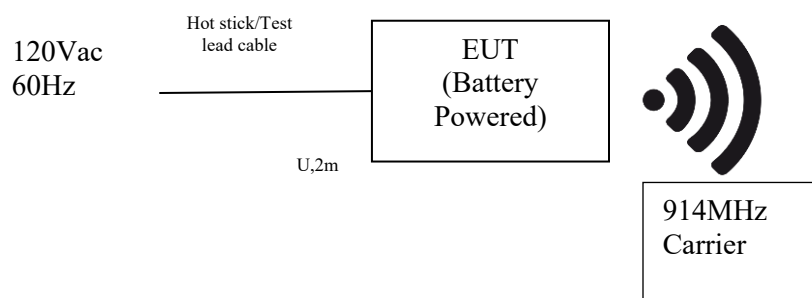 Hot stick/Test
lead cable
120Vac
60Hz
EUT
(Battery
Powered)
U,2m
914MHz
Carrier